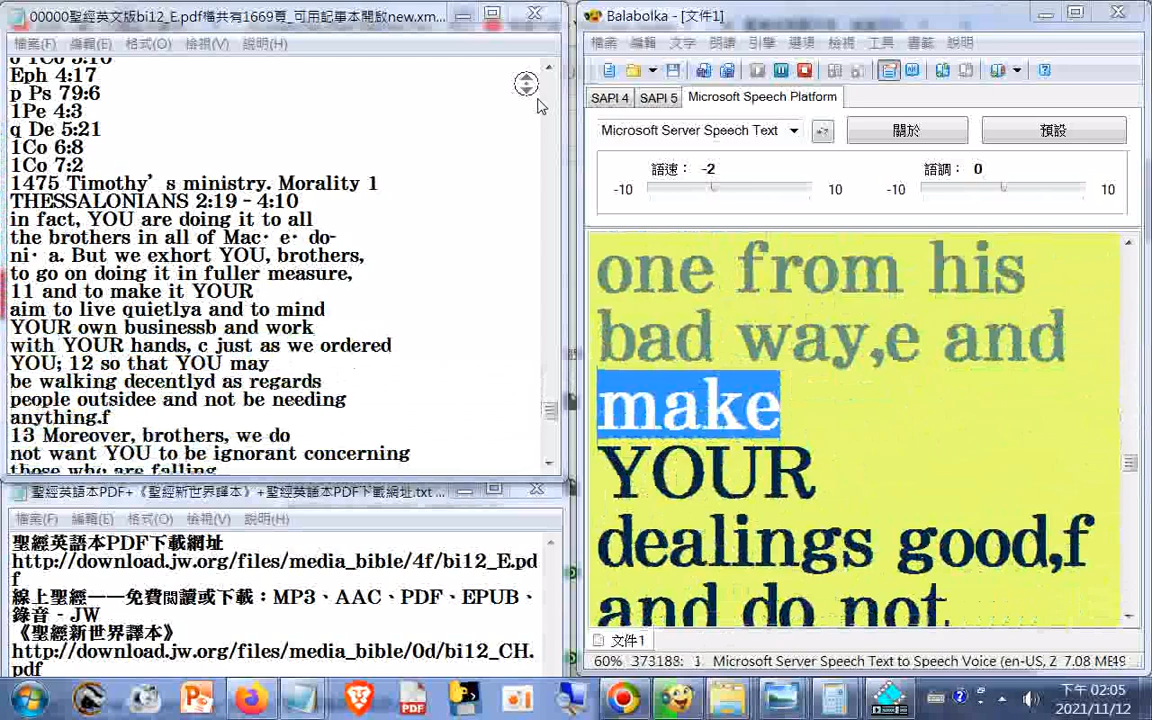 00000聖經英文版bi12_E.pdf檔共有1669頁_可用記事本開啟new.xm...
檔案(F) 編輯(E) 格式(O) 檢視(V) 說明(H)
Eph 4:17
p Ps 79:6
1Pe 4:3
q De 5:21
1Co 6:8
1Co 7:2
1475 Timothy’s ministry. Morality 1
THESSALONIANS 2:19 – 4:10
in fact, YOU are doing it to all
the brothers in all of Mac·e·do-
ni·a. But we exhort YOU, brothers,
to go on doing it in fuller measure,
11 and to make it YOUR
aim to live quietlya and to mind
YOUR own businessb and work
with YOUR hands, c just as we ordered
YOU; 12 so that YOU may
be walking decentlyd as regards
people outsidee and not be needing
anything.f
13 Moreover, brothers, we do
not want YOU to be ignorant concerning
those who are falling
聖經英語本PDF+《聖經新世界譯本》+聖經英語本PDF下載網址.txt ...
檔案(F) 編輯(E) 格式(O) 檢視(V) 說明(H)
聖經英語本PDF下載網址
http://download.jw.org/files/media_bible/4f/bi12_E.pd
f
線上聖經──免費閱讀或下載：MP3、AAC、PDF、EPUB、
錄音 - JW
《聖經新世界譯本》
http://download.jw.org/files/media_bible/0d/bi12_CH.
pdf
Balabolka - [文件1]
檔案 編輯 文字 朗讀 引擎 選項 檢視 工具 書籤 說明
SAPI 4 SAPI 5 Microsoft Speech Platform
Microsoft Server Speech Text 關於 預設
語速： -2 語調： 0
-10 10 -10 10
one from his
bad way,e and
make
YOUR
dealings good,f
and do not
文件1
60% 373188: 1 Microsoft Server Speech Text to Speech Voice (en-US, Z 7.08 ME
下午 02:05
2021/11/12